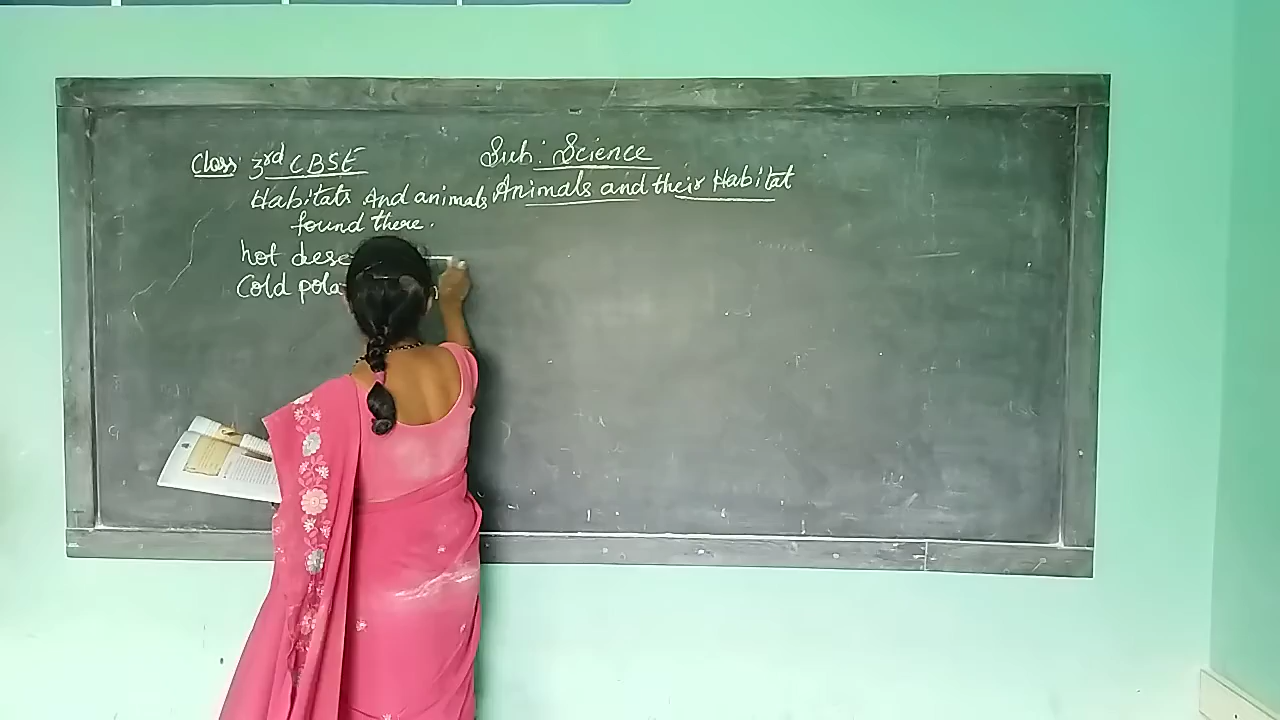 Class: 3rd CBSE
Sub: Science
Animals and their Habitat
Habitats And animals
found there.
hot
Cold